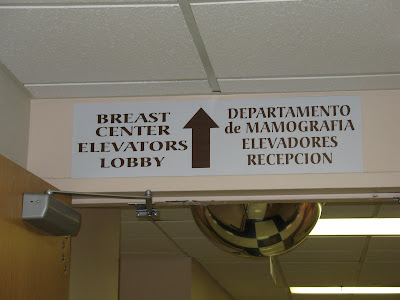 BREAST
CENTER
ELEVATORS
LOBBY
DEPARTAMENTO
de MAMOGRAFIA
ELEVADORES
RECEPCION